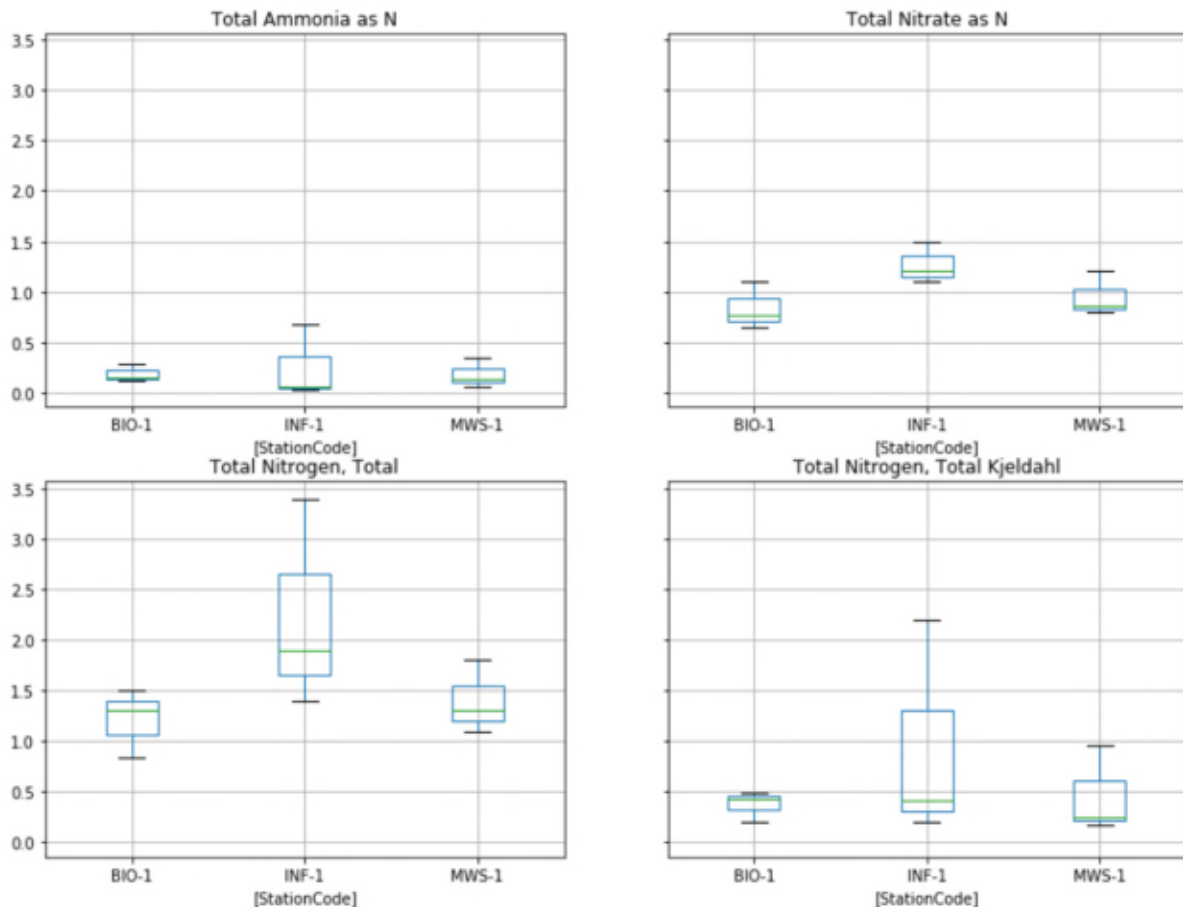 Total Ammonia as N
Total Nitrate as N
3.5
3.0
2.5
2.0
1.5
1.0
0.5
0.0
BIO-1
INF-1
MWS-1
[StationCode]
BIO-1
INF-1
MWS-1
[StationCode]
Total Nitrogen, Total
Total Nitrogen, Total Kjeldahl
3.5
3.0
2.5
2.0
1.5
1.0
0.5
0.0
BIO-1
INF-1
MWS-1
[StationCode]
BIO-1
INF-1
MWS-1
[StationCode]